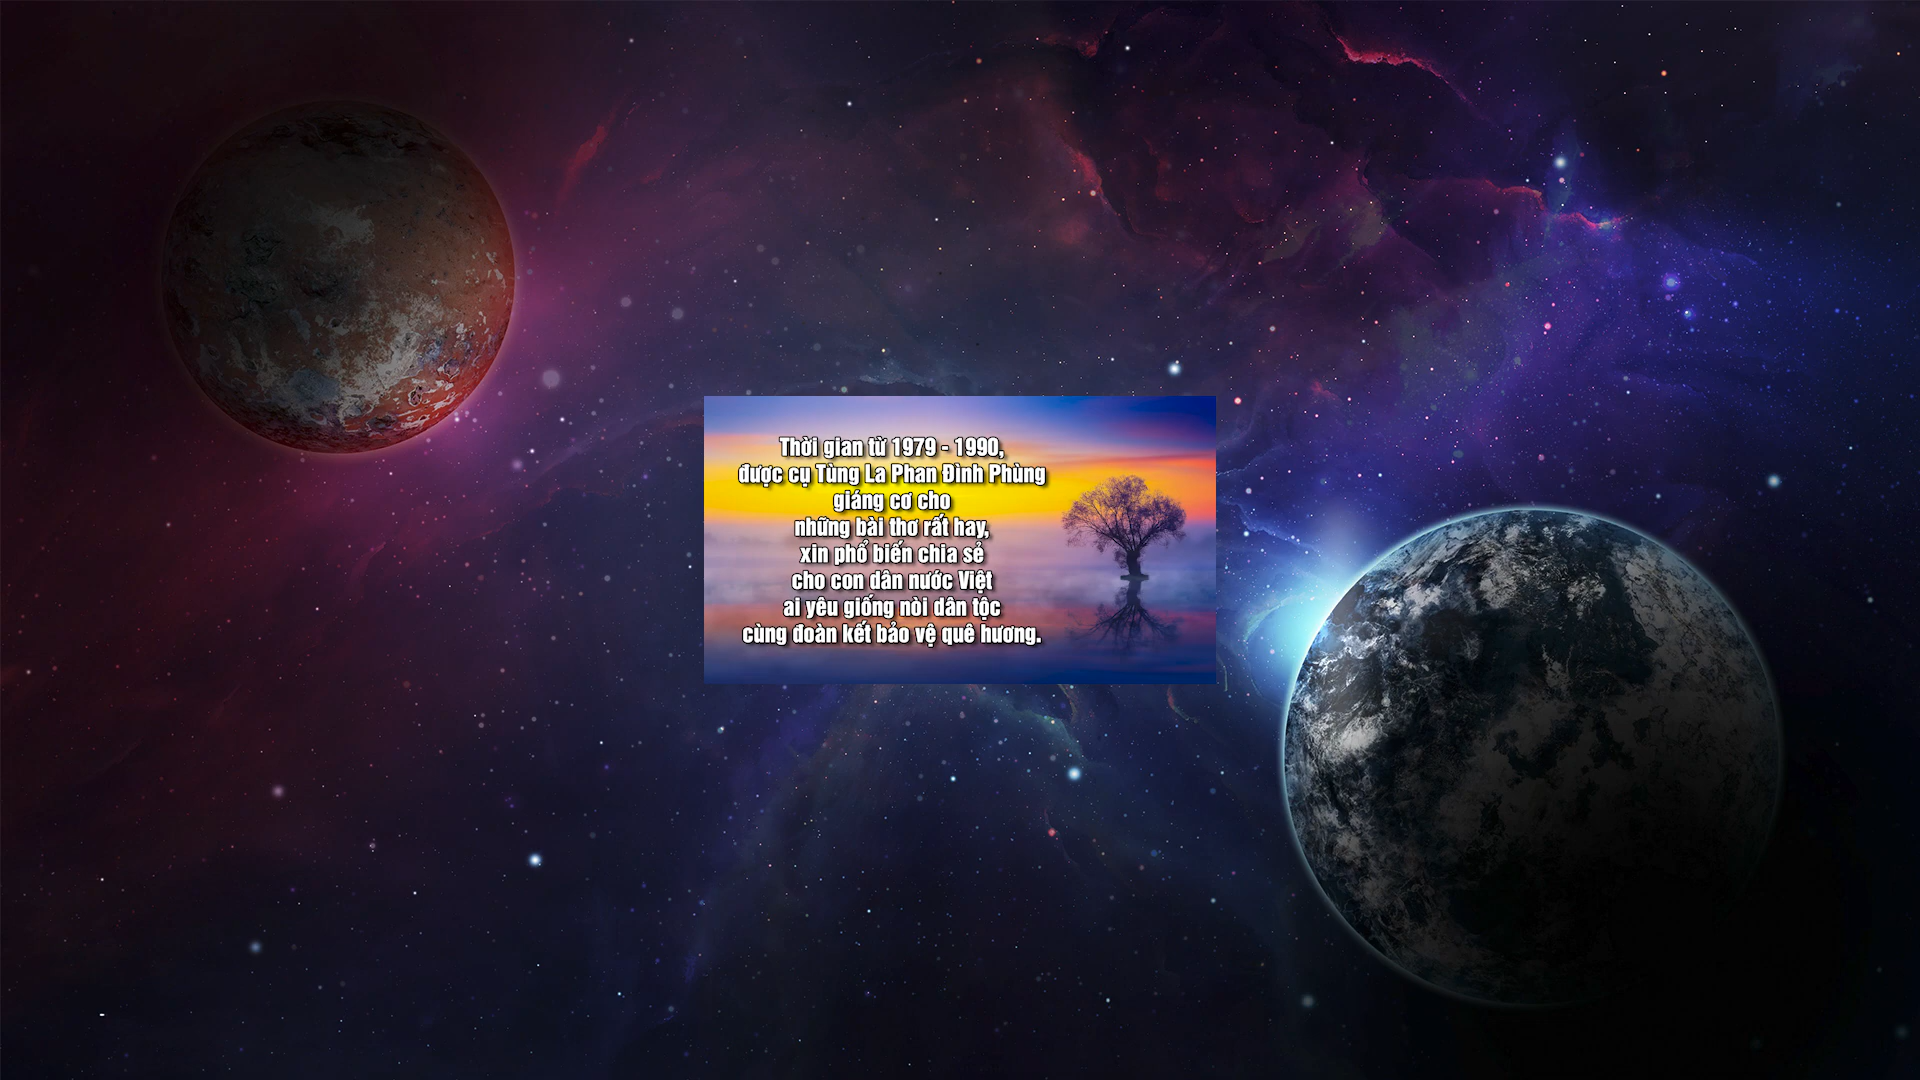 Thời gian từ 1979 - 1990,
được cụ Tùng La Phan Đình Phùng
giáng cơ cho
những bài thơ rất hay,
xin phổ biến chia sẻ
cho con dân nước Việt
ai yêu giống nòi dân tộc
cùng đoàn kết bảo vệ quê hương.